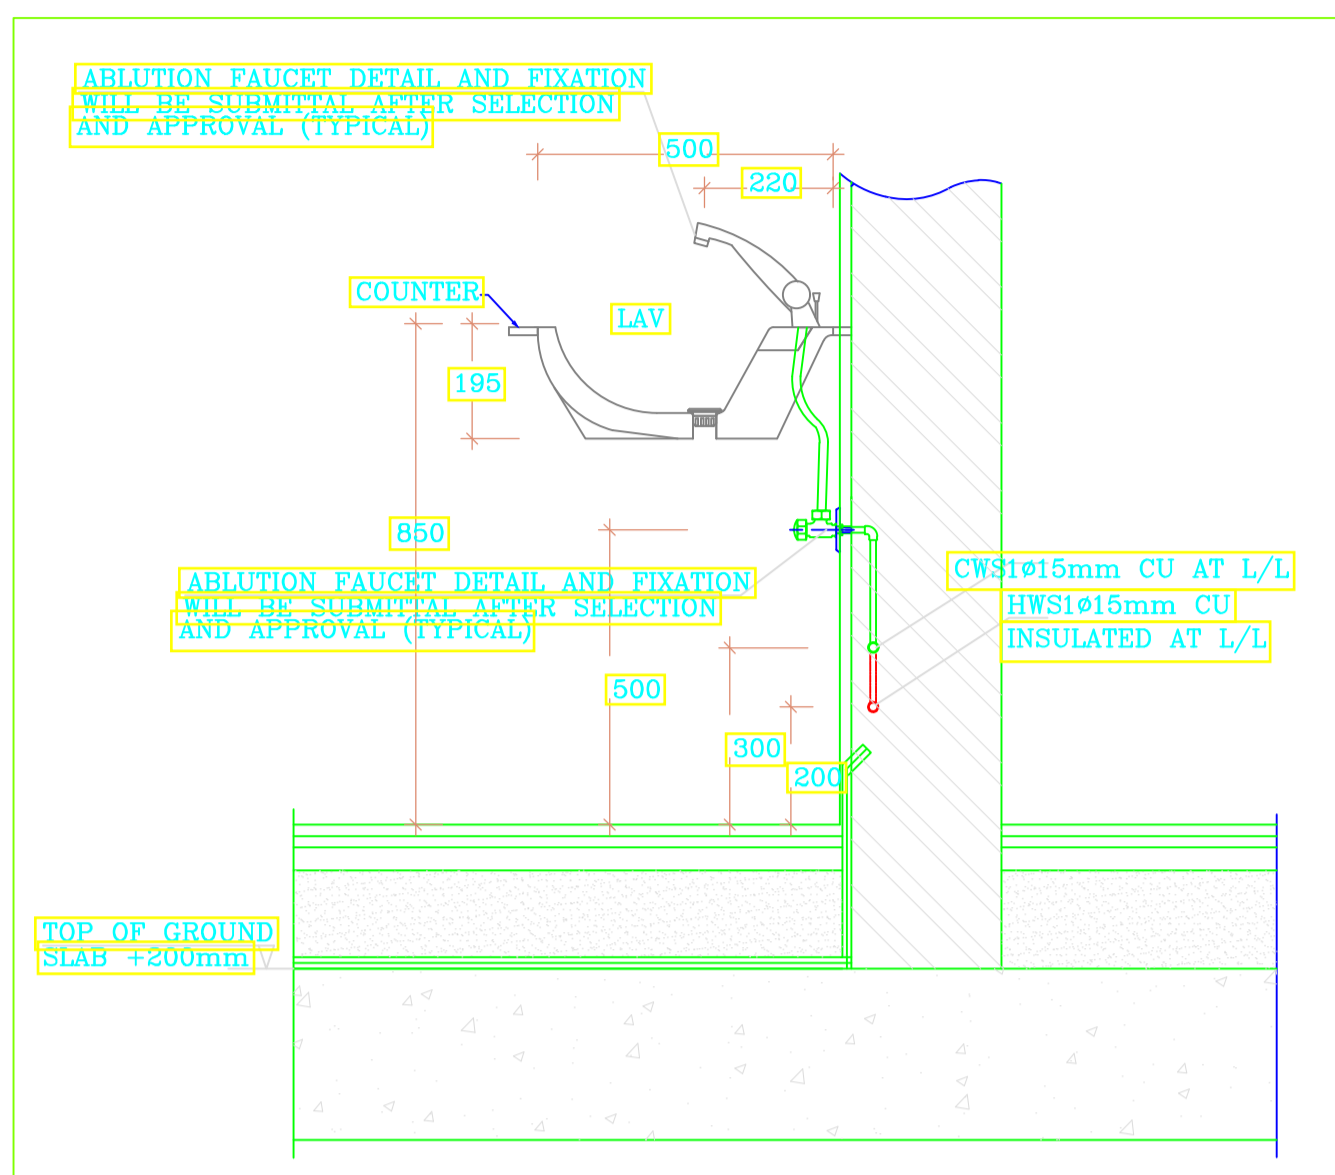 ABLUTION FAUCET DETAIL AND FIXATION
WILL BE SUBMITTAL AFTER SELECTION
AND APPROVAL (TYPICAL)
500
220
COUNTER
LAV
195
850
ABLUTION FAUCET DETAIL AND FIXATION
WILL BE SUBMITTAL AFTER SELECTION
AND APPROVAL (TYPICAL)
CWS1ø15mm CU AT L/L
HWS1ø15mm CU
INSULATED AT L/L
500
300
200
TOP OF GROUND
SLAB +200mm